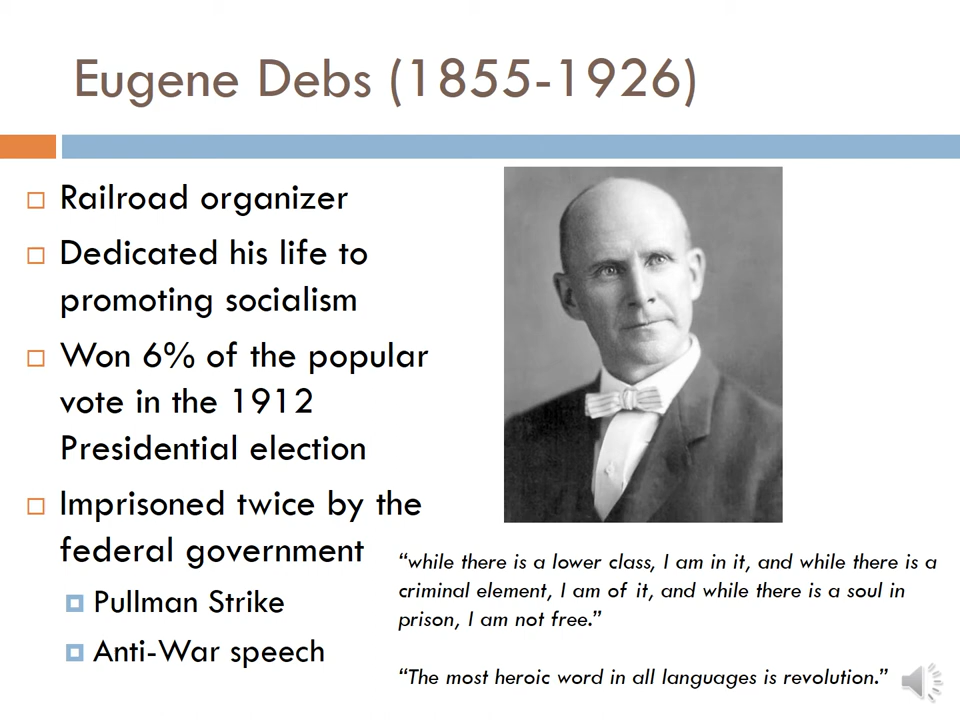 Eugene Debs (1855-1926)
Railroad organizer
Dedicated his life to
promoting socialism
Won 6% of the popular
vote in the 1912
Presidential election
Imprisoned twice by the
federal government
Pullman Strike
Anti-War speech
“while there is a lower class, I am in it, and while there is a
criminal element, I am of it, and while there is a soul in
prison, I am not free.”
“The most heroic word in all languages is revolution.”